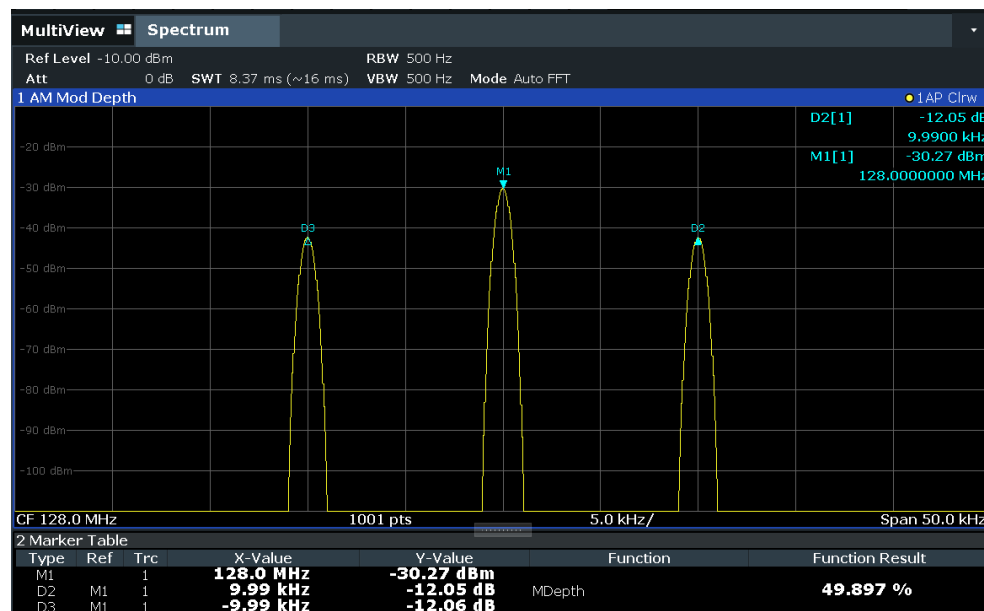 MultiView Spectrum
Ref Level -10.00 dBm RBW 500 Hz
Att 0 dB SWT 8.37 ms (~16 ms) VBW 500 Hz Mode Auto FFT
1 AM Mod Depth 1AP Clrw
D2[1] -12.05 dB
9.9900 kHz
-20 dBm
M1[1] -30.27 dBm
M1
128.0000000 MHz
-30 dBm
-40 dBm
D3 D2
-50 dBm
-60 dBm
-70 dBm
-80 dBm
-90 dBm
-100 dBm
CF 128.0 MHz 1001 pts 5.0 kHz/ Span 50.0 kHz
2 Marker Table
Type Ref Trc X-Value Y-Value Function Function Result
M1 1 128.0 MHz -30.27 dBm
D2 M1 1 9.99 kHz -12.05 dB MDepth 49.897 %
D3 M1 1 -9.99 kHz -12.06 dB